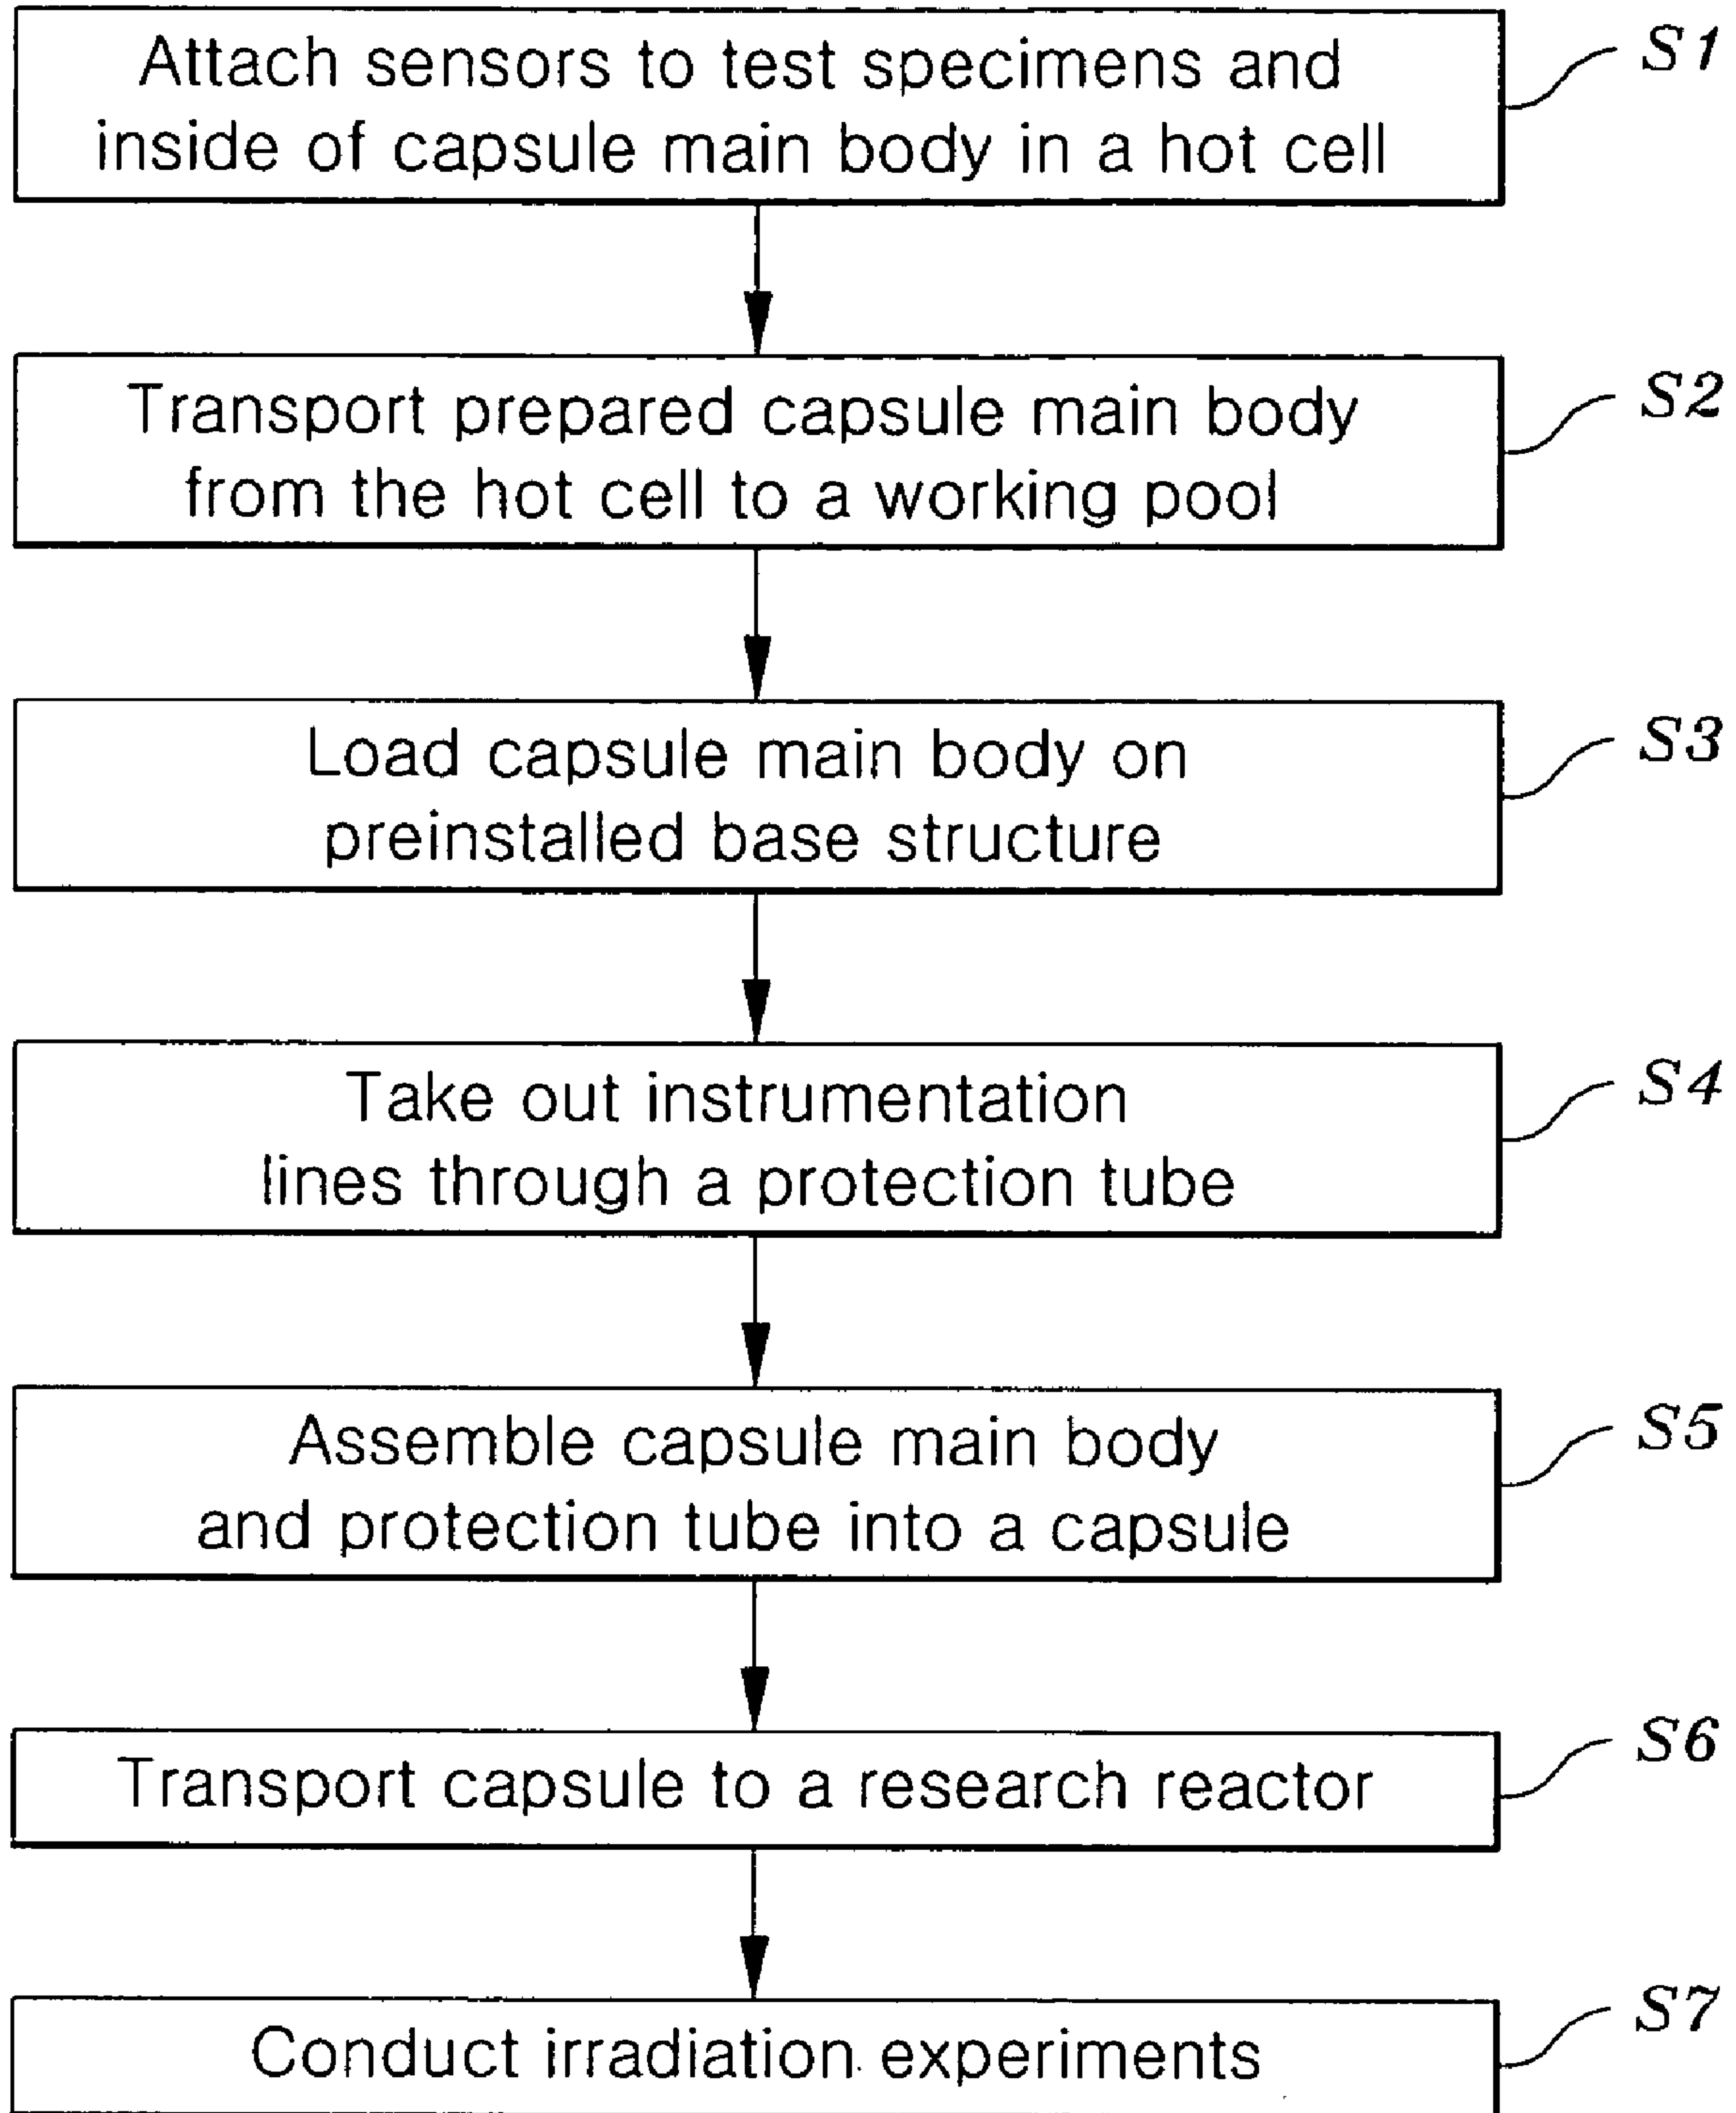 Attach sensors to test specimens and
inside of capsule main body in a hot cell
S1
Transport prepared capsule main body
from the hot cell to a working pool
S2
Load capsule main body on
preinstalled base structure
S3
Take out instrumentation
lines through a protection tube
S4
Assemble capsule main body
and protection tube into a capsule
S5
Transport capsule to a research reactor
S6
Conduct irradiation experiments
S7